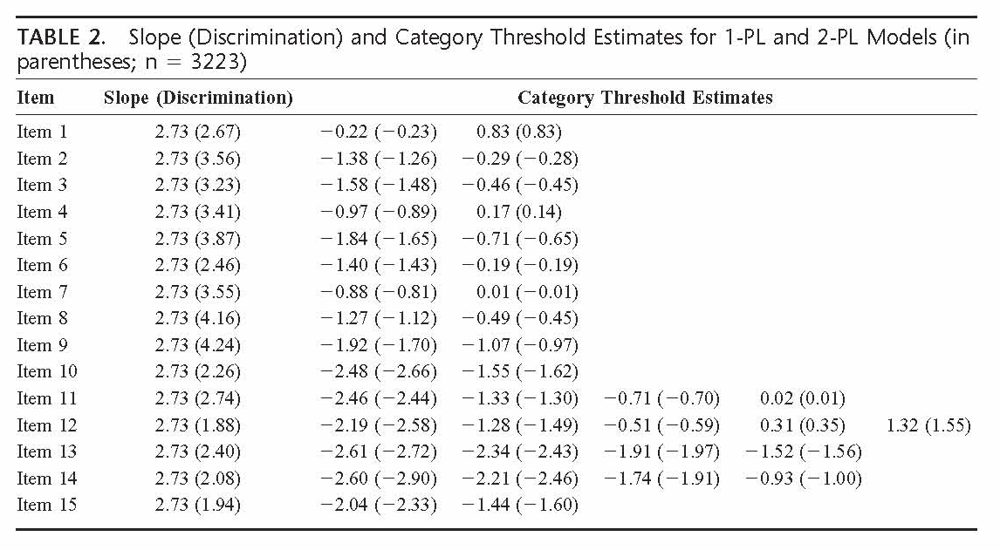 TABLE 2. Slope (Discrimination) and Category Threshold Estimates for 1-PL and 2-PL Models (in
parentheses; n = 3223)
Item Slope (Discrimination) Category Threshold Estimates
Item 1 2.73 (2.67) −0.22 (−0.23) 0.83 (0.83)
Item 2 2.73 (3.56) −1.38 (−1.26) −0.29 (−0.28)
Item 3 2.73 (3.23) −1.58 (−1.48) −0.46 (−0.45)
Item 4 2.73 (3.41) −0.97 (−0.89) 0.17 (0.14)
Item 5 2.73 (3.87) −1.84 (−1.65) −0.71 (−0.65)
Item 6 2.73 (2.46) −1.40 (−1.43) −0.19 (−0.19)
Item 7 2.73 (3.55) −0.88 (−0.81) 0.01 (−0.01)
Item 8 2.73 (4.16) −1.27 (−1.12) −0.49 (−0.45)
Item 9 2.73 (4.24) −1.92 (−1.70) −1.07 (−0.97)
Item 10 2.73 (2.26) −2.48 (−2.66) −1.55 (−1.62)
Item 11 2.73 (2.74) −2.46 (−2.44) −1.33 (−1.30) −0.71 (−0.70) 0.02 (0.01)
Item 12 2.73 (1.88) −2.19 (−2.58) −1.28 (−1.49) −0.51 (−0.59) 0.31 (0.35) 1.32 (1.55)
Item 13 2.73 (2.40) −2.61 (−2.72) −2.34 (−2.43) −1.91 (−1.97) −1.52 (−1.56)
Item 14 2.73 (2.08) −2.60 (−2.90) −2.21 (−2.46) −1.74 (−1.91) −0.93 (−1.00)
Item 15 2.73 (1.94) −2.04 (−2.33) −1.44 (−1.60)